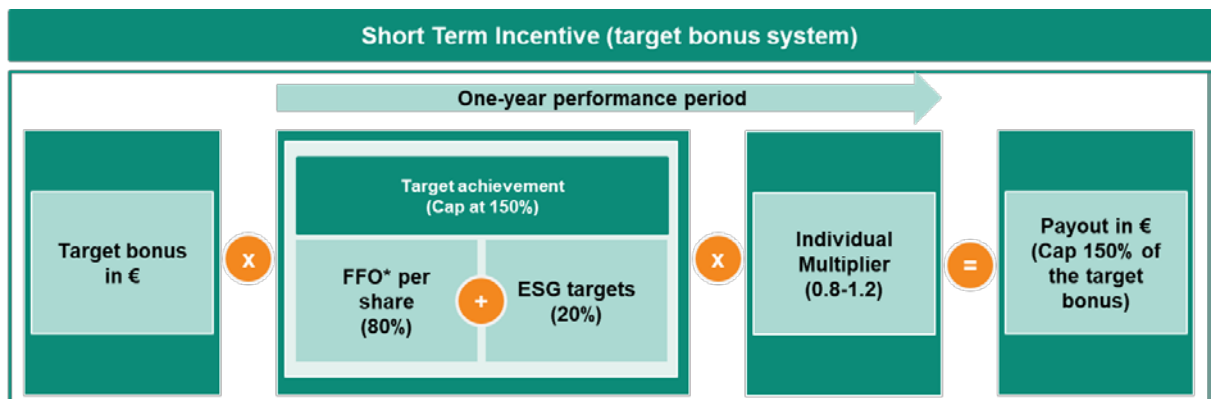 Short Term Incentive (target bonus system)
One-year performance period
Target bonus
in €
x
Target achievement
(Cap at 150%)
FFO* per
share
(80%)
+
ESG targets
(20%)
x
Individual
Multiplier
(0.8-1.2)
=
Payout in €
(Cap 150% of
the target
bonus)